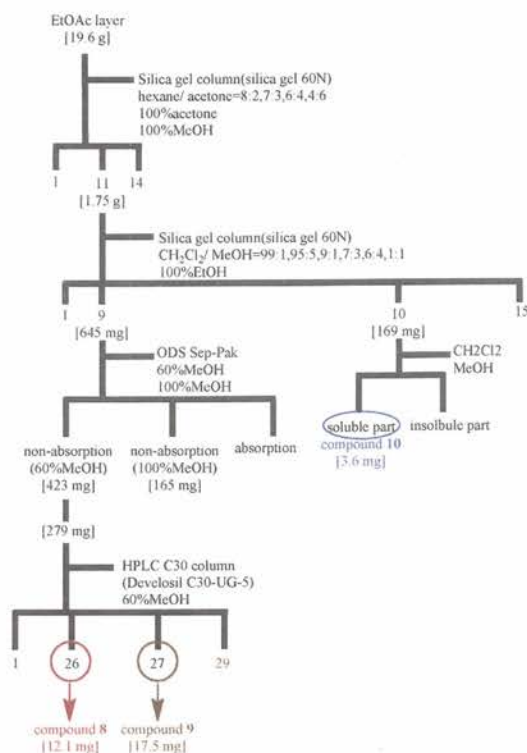 EtOAc layer
[19.6 g]
Silica gel column(silica gel 60N)
hexane/ acetone=8:2,7:3,6:4,4:6
100%acetone
100%MeOH
1 11 14
[1.75 g]
Silica gel column(silica gel 60N)
CH2Cl2/ MeOH=99:1,95:5,9:1,7:3,6:4,1:1
100%EtOH
1 9 10 15
[645 mg] [169 mg]
ODS Sep-Pak
60%MeOH
100%MeOH
CH2Cl2
MeOH
soluble part insolbule part
compound 10
[3.6 mg]
non-absorption non-absorption absorption
(60%MeOH) (100%MeOH)
[423 mg] [165 mg]
[279 mg]
HPLC C30 column
(Develosil C30-UG-5)
60%MeOH
1 26 27 29
compound 8 compound 9
[12.1 mg] [17.5 mg]